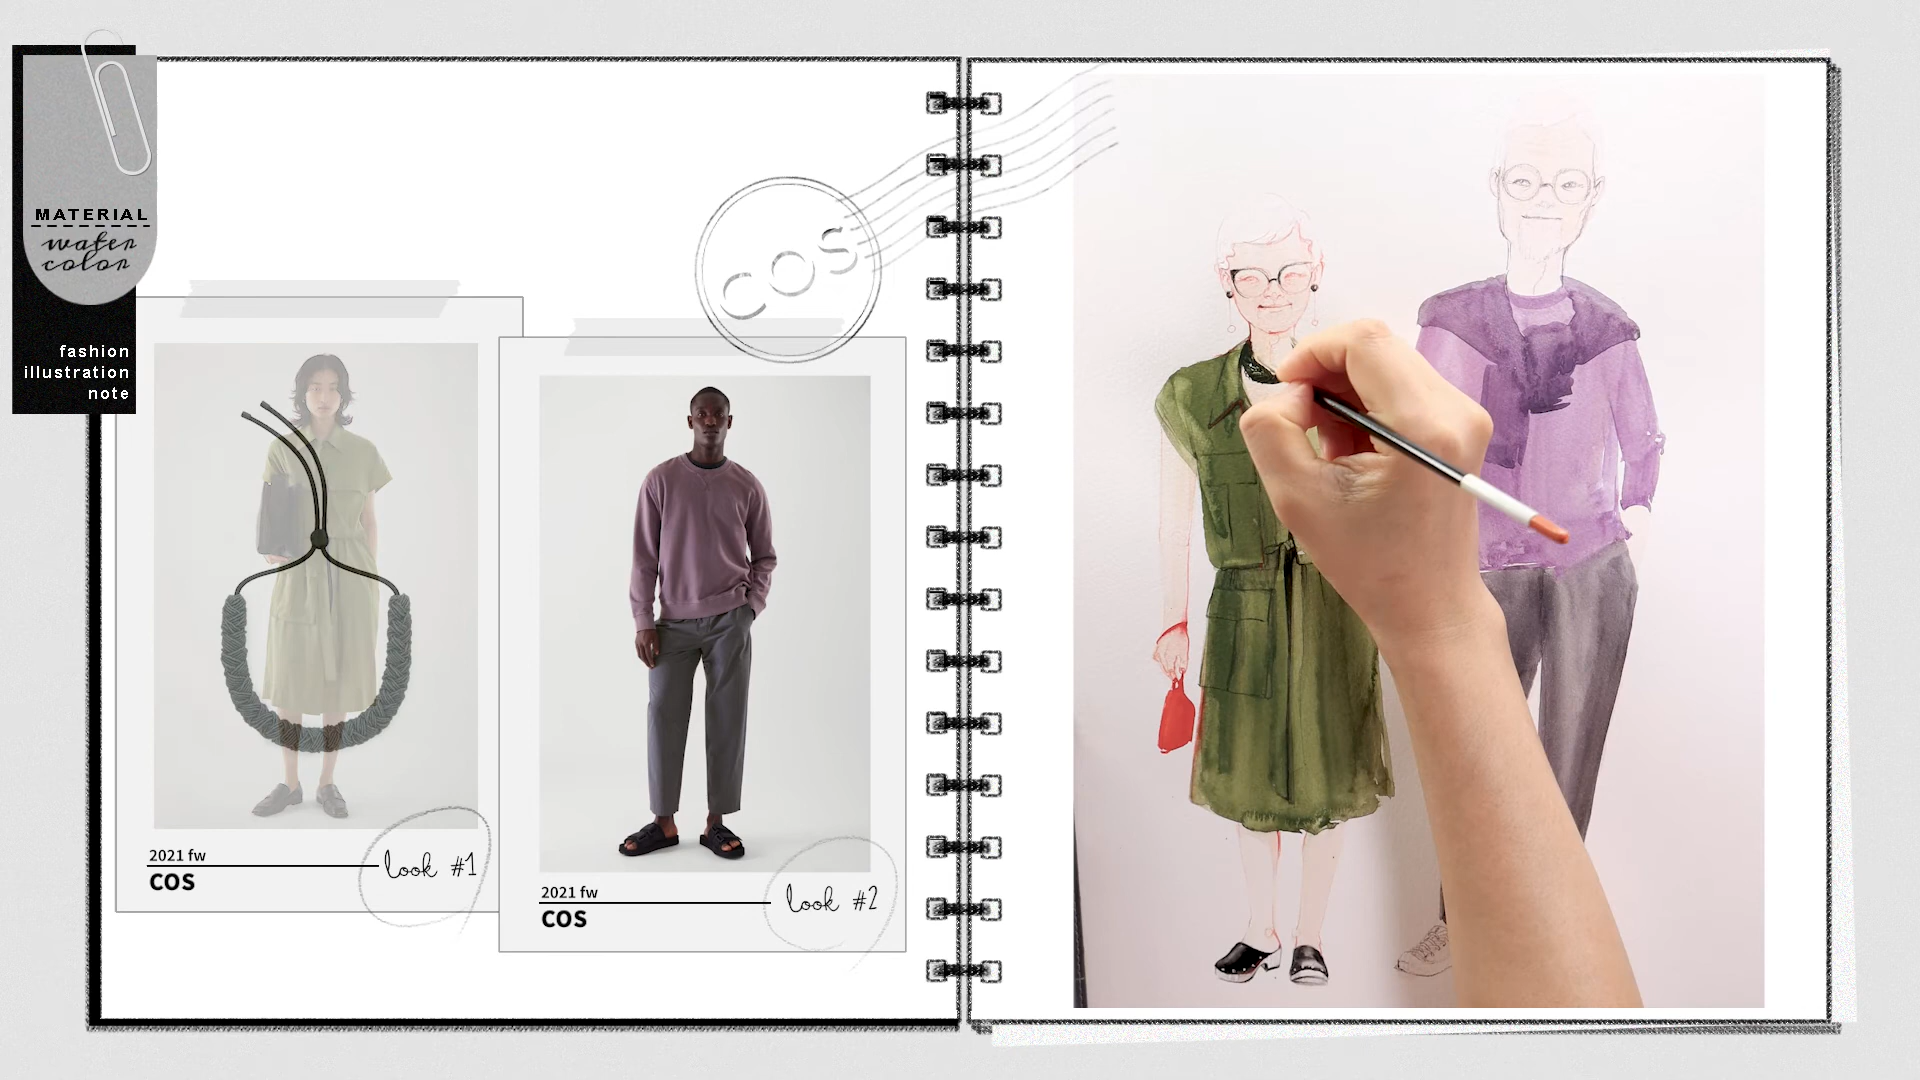 MATERIAL
water
color
fashion
illustration
note
COS
2021 fw
COS
look #1
2021 fw
COS
look #2